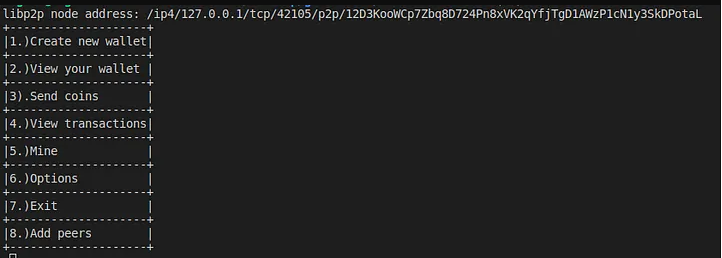 libp2p node address: /ip4/127.0.0.1/tcp/42105/p2p/12D3KooWCp7Zbq8D724Pn8xVK2qYfjTgD1AWzP1cN1y3SkDPotaL
+--------------------+
|1.)Create new wallet|
+--------------------+
|2.)View your wallet |
+--------------------+
|3).Send coins       |
+--------------------+
|4.)View transactions|
+--------------------+
|5.)Mine             |
+--------------------+
|6.)Options          |
+--------------------+
|7.)Exit             |
+--------------------+
|8.)Add peers        |
+--------------------+